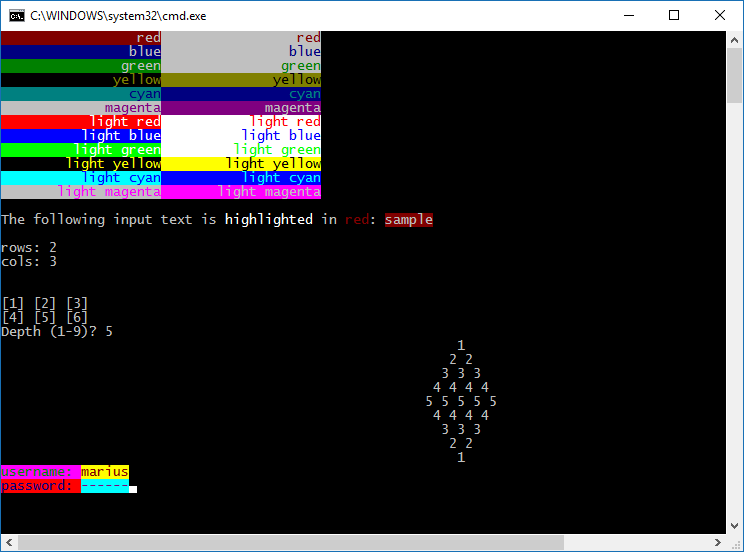 C:\WINDOWS\system32\cmd.exe
red red
blue blue
green green
yellow yellow
cyan cyan
magenta magenta
light red light red
light blue light blue
light green light green
light yellow light yellow
light cyan light cyan
light magenta light magenta
The following input text is highlighted in red: sample
rows: 2
cols: 3
[1] [2] [3]
[4] [5] [6]
Depth (1-9)? 5
1
2 2
3 3 3
4 4 4 4
5 5 5 5 5
4 4 4 4
3 3 3
2 2
1
username: marius
password: ------